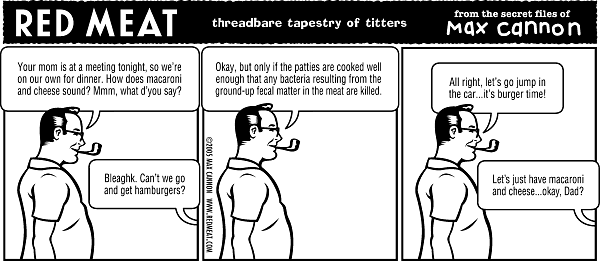 RED MEAT
threadbare tapestry of titters
from the secret files of
Max cannon
Your mom is at a meeting tonight, so we're
on our own for dinner. How does macaroni
and cheese sound? Mmm, what d'you say?
Bleaghk. Can't we go
and get hamburgers?
©2005 MAX CANNON WWW.REDMEAT.COM
Okay, but only if the patties are cooked well
enough that any bacteria resulting from the
ground-up fecal matter in the meat are killed.
All right, let's go jump in
the car...it's burger time!
Let's just have macaroni
and cheese...okay, Dad?